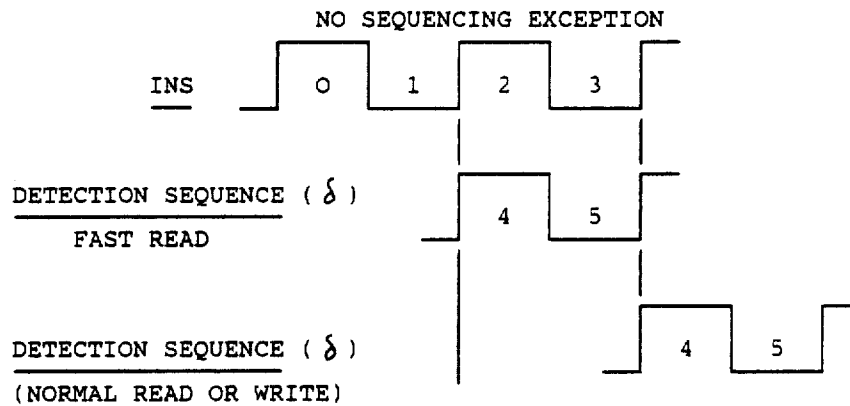 NO SEQUENCING EXCEPTION
INS 0 1 2 3
DETECTION SEQUENCE (δ)
4 5
FAST READ
DETECTION SEQUENCE (δ)
4 5
(NORMAL READ OR WRITE)